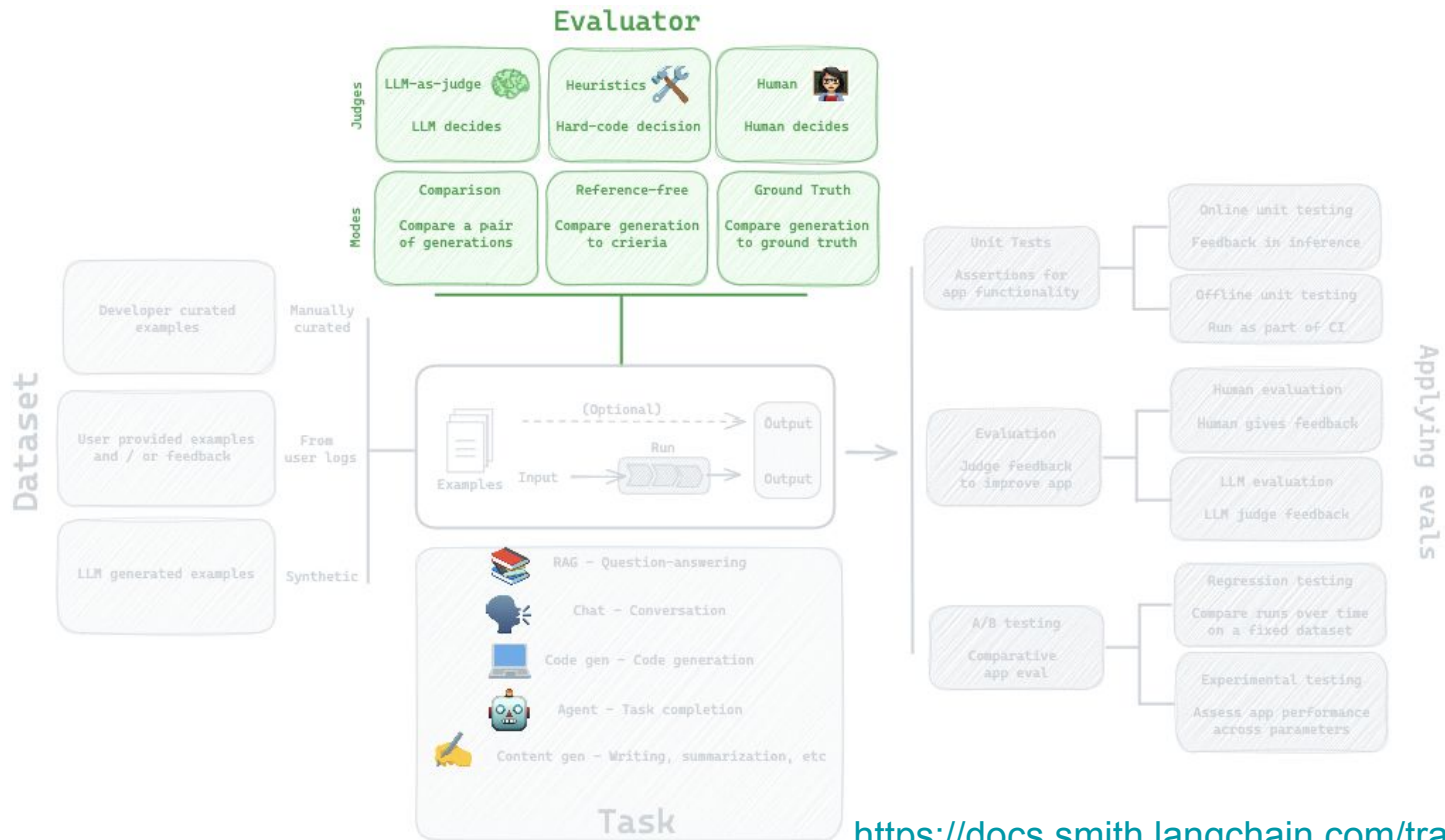 Evaluator
Judges
LLM-as-judge
LLM decides
Heuristics
Hard-code decision
Human
Human decides
Modes
Comparison
Compare a pair
of generations
Reference-free
Compare generation
to crieria
Ground Truth
Compare generation
to ground truth
Dataset
Developer curated
examples
Manually
curated
User provided examples
and / or feedback
From
user logs
LLM generated examples
Synthetic
Examples
(Optional)
Input
Run
Output
Output
Task
RAG - Question-answering
Chat - Conversation
Code gen - Code generation
Agent - Task completion
Content gen - Writing, summarization, etc
Applying evals
Unit Tests
Assertions for
app functionality
Online unit testing
Feedback in inference
Offline unit testing
Run as part of CI
Evaluation
Judge feedback
to improve app
Human evaluation
Human gives feedback
LLM evaluation
LLM judge feedback
A/B testing
Comparative
app eval
Regression testing
Compare runs over time
on a fixed dataset
Experimental testing
Assess app performance
across parameters
https://docs.smith.langchain.com/tra